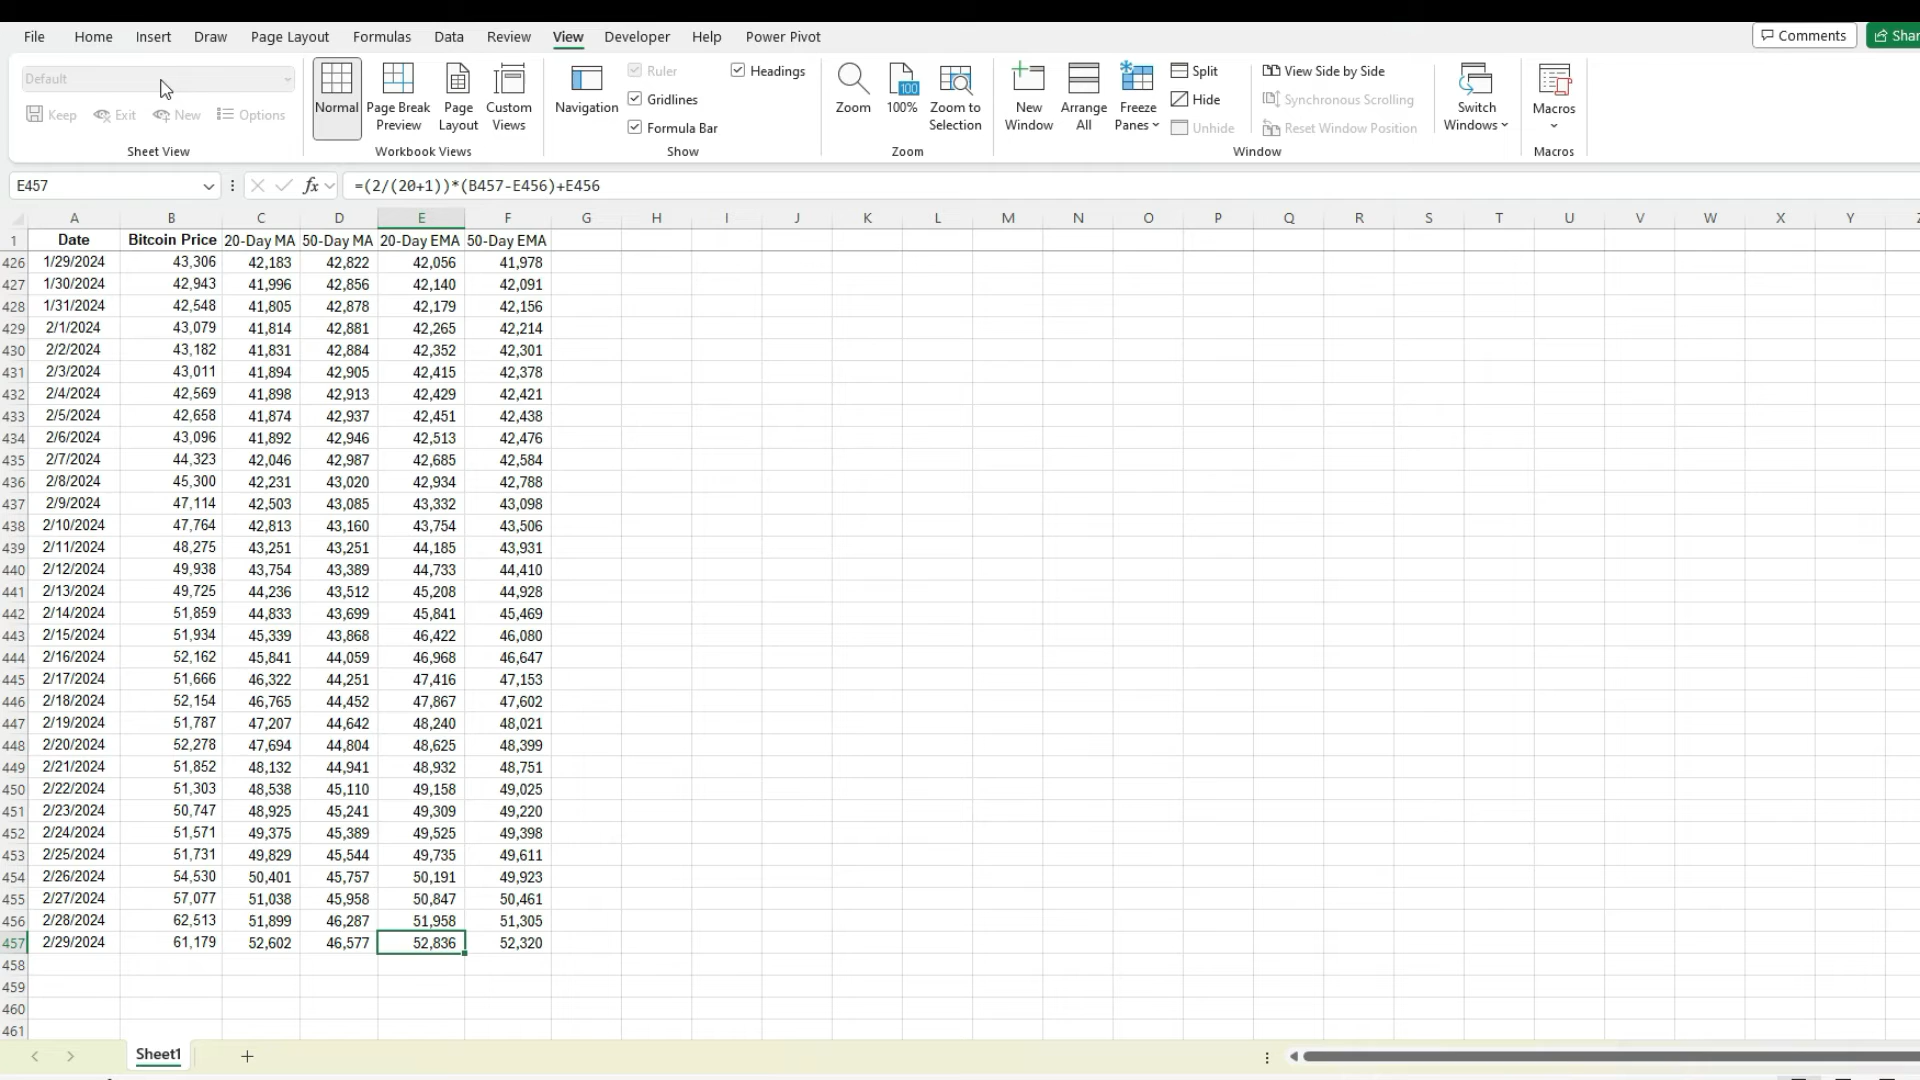 File Home Insert Draw Page Layout Formulas Data Review View Developer Help Power Pivot Comments Shar
Default
Keep Exit New Options
Sheet View
Normal Page Break Preview Page Layout Custom Views
Workbook Views
Navigation Ruler Headings
Gridlines
Formula Bar
Show
Zoom 100% Zoom to Selection
Zoom
New Window Arrange All Freeze Panes Split View Side by Side
Hide Synchronous Scrolling
Unhide Reset Window Position
Window
Switch Windows
Macros
Macros
E457 fx =(2/(20+1))*(B457-E456)+E456
A B C D E F G H I J K L M N O P Q R S T U V W X Y Z
1 Date Bitcoin Price 20-Day MA 50-Day MA 20-Day EMA 50-Day EMA
426 1/29/2024 43,306 42,183 42,822 42,056 41,978
427 1/30/2024 42,943 41,996 42,856 42,140 42,091
428 1/31/2024 42,548 41,805 42,878 42,179 42,156
429 2/1/2024 43,079 41,814 42,881 42,265 42,214
430 2/2/2024 43,182 41,831 42,884 42,352 42,301
431 2/3/2024 43,011 41,894 42,905 42,415 42,378
432 2/4/2024 42,569 41,898 42,913 42,429 42,421
433 2/5/2024 42,658 41,874 42,937 42,451 42,438
434 2/6/2024 43,096 41,892 42,946 42,513 42,476
435 2/7/2024 44,323 42,046 42,987 42,685 42,584
436 2/8/2024 45,300 42,231 43,020 42,934 42,788
437 2/9/2024 47,114 42,503 43,085 43,332 43,098
438 2/10/2024 47,764 42,813 43,160 43,754 43,506
439 2/11/2024 48,275 43,251 43,251 44,185 43,931
440 2/12/2024 49,938 43,754 43,389 44,733 44,410
441 2/13/2024 49,725 44,236 43,512 45,208 44,928
442 2/14/2024 51,859 44,833 43,699 45,841 45,469
443 2/15/2024 51,934 45,339 43,868 46,422 46,080
444 2/16/2024 52,162 45,841 44,059 46,968 46,647
445 2/17/2024 51,666 46,322 44,251 47,416 47,153
446 2/18/2024 52,154 46,765 44,452 47,867 47,602
447 2/19/2024 51,787 47,207 44,642 48,240 48,021
448 2/20/2024 52,278 47,694 44,804 48,625 48,399
449 2/21/2024 51,852 48,132 44,941 48,932 48,751
450 2/22/2024 51,303 48,538 45,110 49,158 49,025
451 2/23/2024 50,747 48,925 45,241 49,309 49,220
452 2/24/2024 51,571 49,375 45,389 49,525 49,398
453 2/25/2024 51,731 49,829 45,544 49,735 49,611
454 2/26/2024 54,530 50,401 45,757 50,191 49,923
455 2/27/2024 57,077 51,038 45,958 50,847 50,461
456 2/28/2024 62,513 51,899 46,287 51,958 51,305
457 2/29/2024 61,179 52,602 46,577 52,836 52,320
458
459
460
461
Sheet1